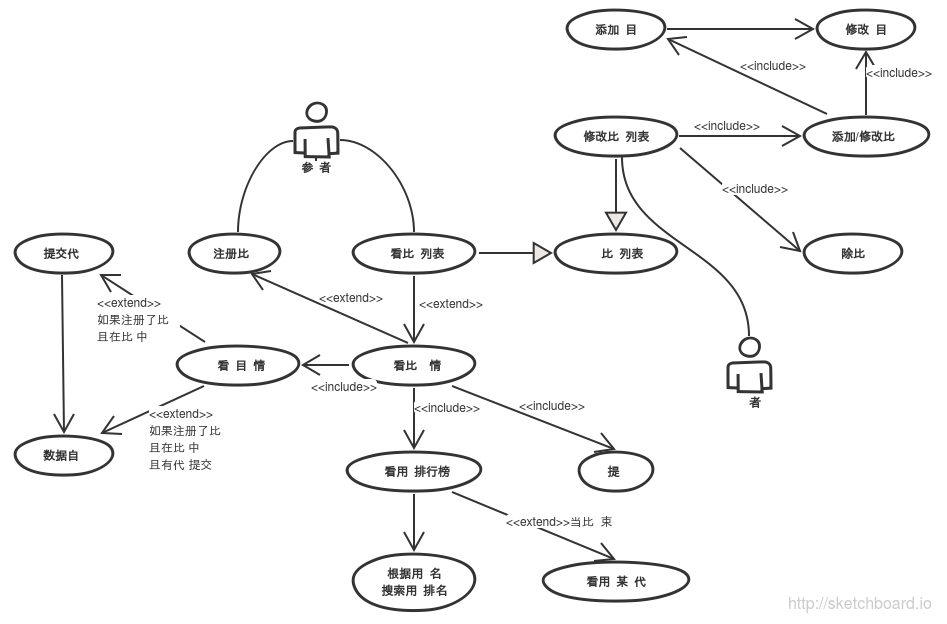 添加 目
修改 目
<<include>>
<<include>>
<<include>>
修改比 列表
添加/修改比
参 者
<<include>>
提交代
注册比
看比 列表
比 列表
除比
<<extend>>
如果注册了比
且在比 中
<<extend>>
<<extend>>
看 目 情
看比 情
<<include>>
者
<<extend>>
如果注册了比
且在比 中
且有代 提交
<<include>>
<<include>>
数据自
看用 排行榜
提
<<extend>>当比 束
根据用 名
搜索用 排名
看用 某 代
http://sketchboard.io